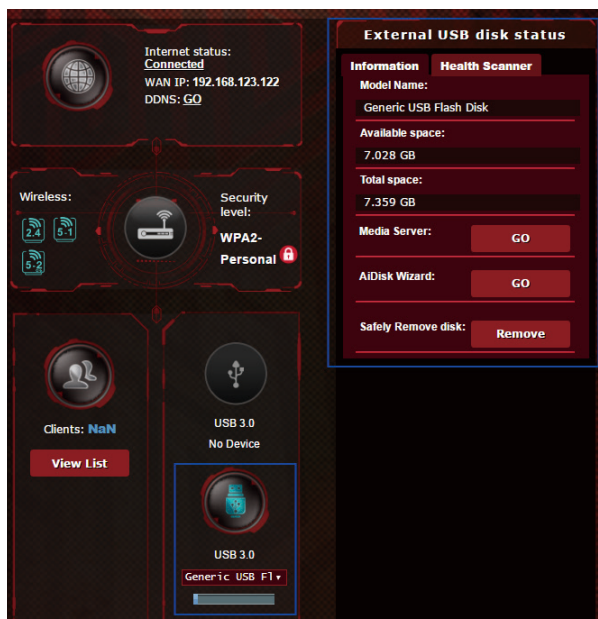 Internet status:
Connected
WAN IP: 192.168.123.122
DDNS: GO
Wireless:
2.4
5-1
5-2
Security
level:
WPA2-
Personal
Clients: NaN
View List
USB 3.0
No Device
USB 3.0
Generic USB Fl
External USB disk status
Information Health Scanner
Model Name:
Generic USB Flash Disk
Available space:
7.028 GB
Total space:
7.359 GB
Media Server: GO
AiDisk Wizard: GO
Safely Remove disk: Remove